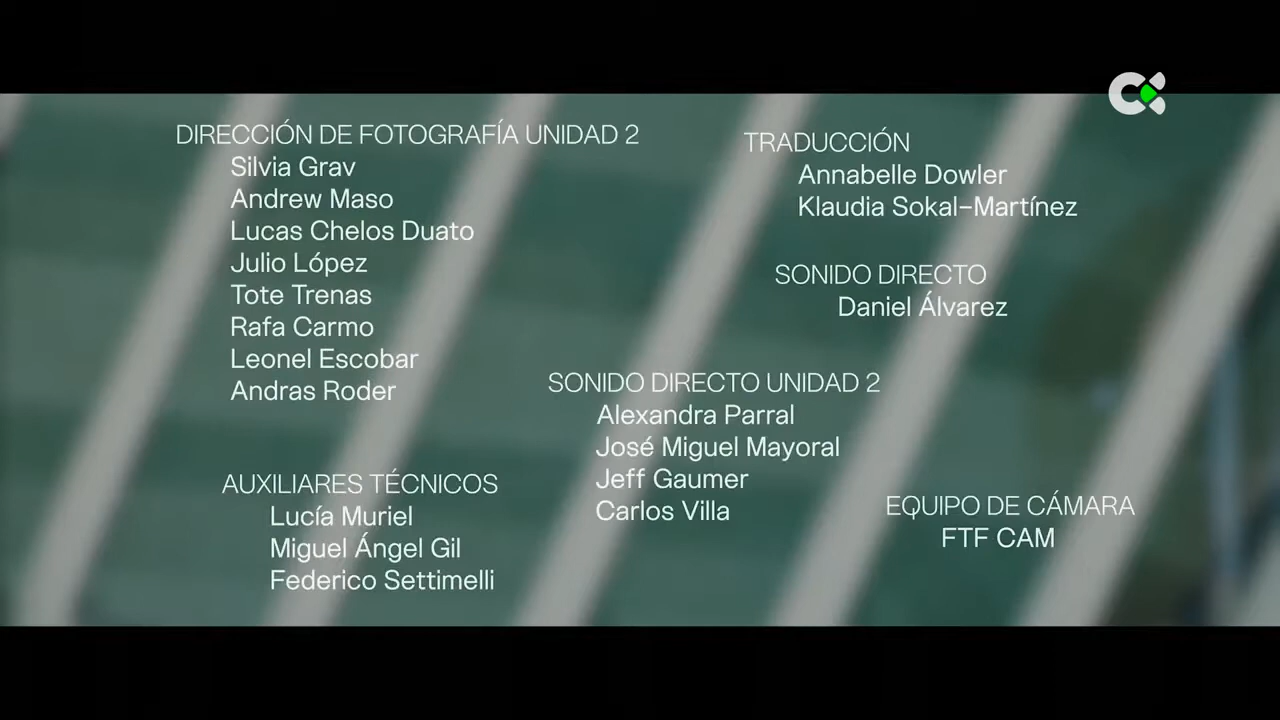 DIRECCIÓN DE FOTOGRAFÍA UNIDAD 2
Silvia Grav
Andrew Maso
Lucas Chelos Duato
Julio López
Tote Trenas
Rafa Carmo
Leonel Escobar
Andras Roder
AUXILIARES TÉCNICOS
Lucía Muriel
Miguel Ángel Gil
Federico Settimelli
TRADUCCIÓN
Annabelle Dowler
Klaudia Sokal-Martínez
SONIDO DIRECTO
Daniel Álvarez
SONIDO DIRECTO UNIDAD 2
Alexandra Parral
José Miguel Mayoral
Jeff Gaumer
Carlos Villa
EQUIPO DE CÁMARA
FTF CAM